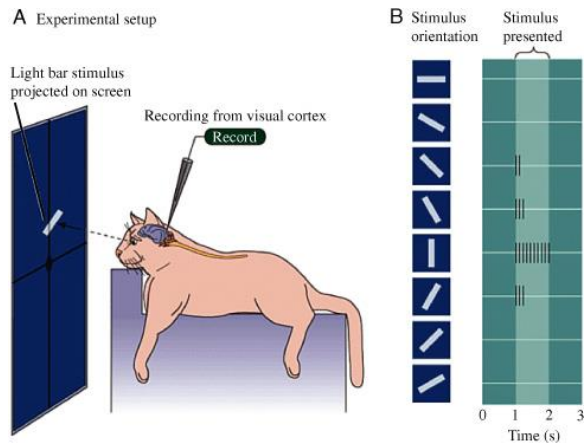 A Experimental setup
Light bar stimulus
projected on screen
Recording from visual cortex
Record
B Stimulus
orientation
Stimulus
presented
0 1 2 3
Time (s)